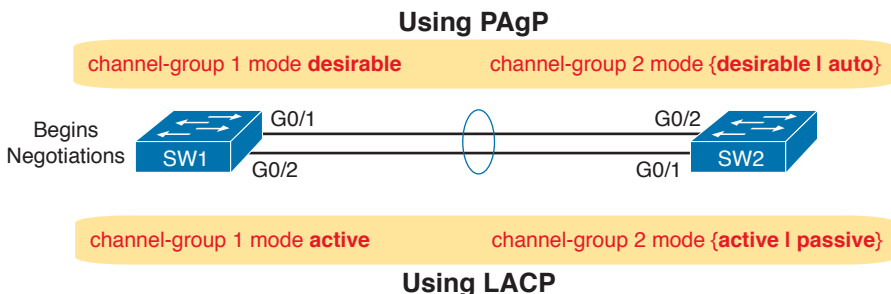 Using PAgP
channel-group 1 mode desirable
channel-group 2 mode {desirable | auto}
Begins
Negotiations
SW1
G0/1
G0/2
G0/2
G0/1
SW2
channel-group 1 mode active
channel-group 2 mode {active | passive}
Using LACP